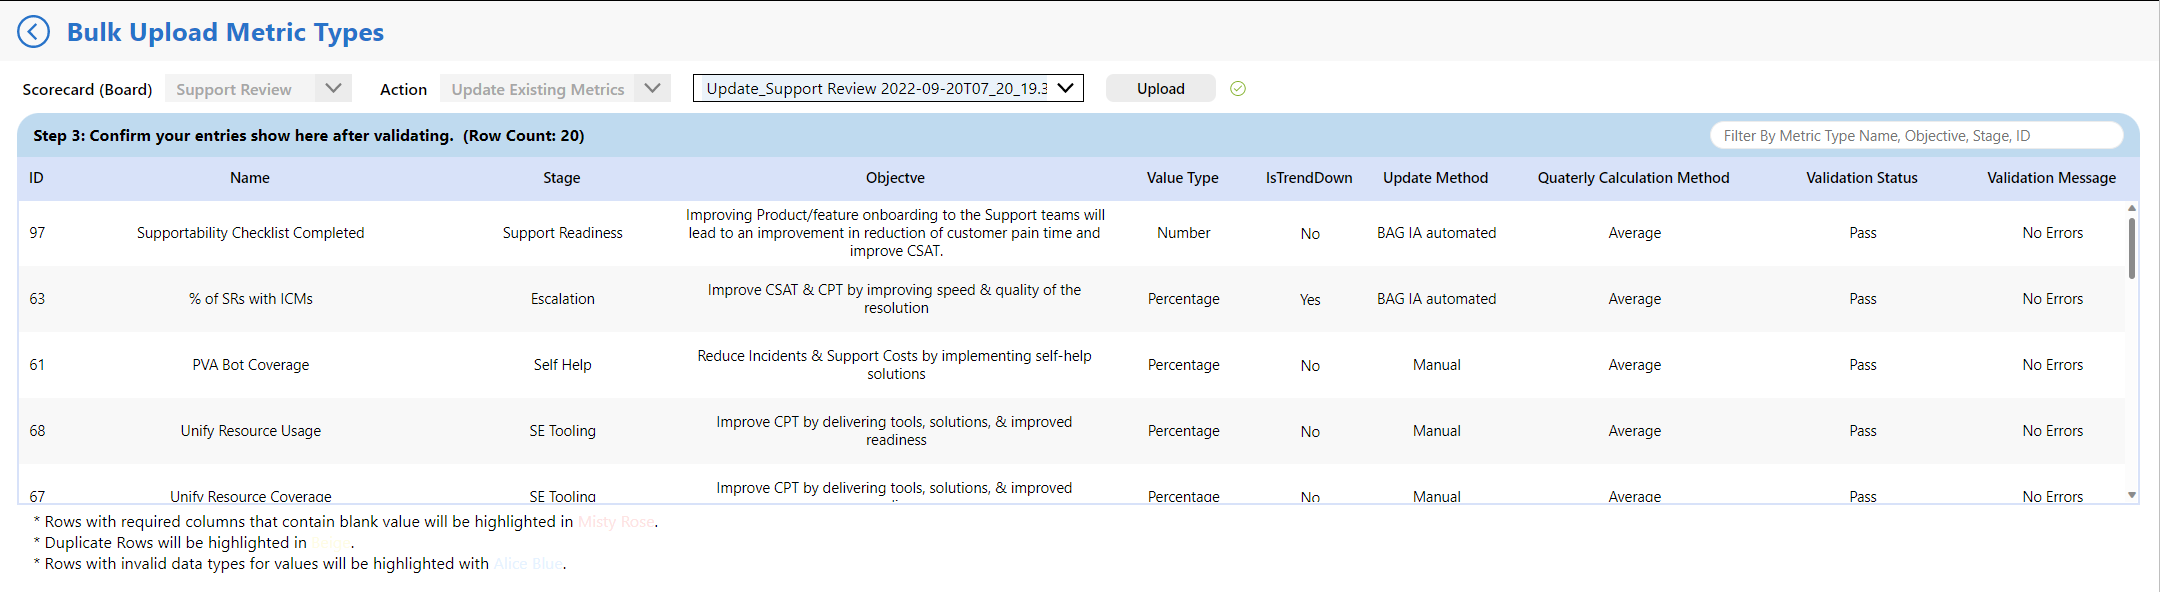 Bulk Upload Metric Types
Scorecard (Board) Support Review Action Update Existing Metrics Update_Support Review 2022-09-20T07_20_19.3 Upload
Step 3: Confirm your entries show here after validating. (Row Count: 20) Filter By Metric Type Name, Objective, Stage, ID
ID Name Stage Objectve Value Type IsTrendDown Update Method Quaterly Calculation Method Validation Status Validation Message
Improving Product/feature onboarding to the Support teams will
97 Supportability Checklist Completed Support Readiness lead to an improvement in reduction of customer pain time and Number No BAG IA automated Average Pass No Errors
improve CSAT.
Improve CSAT & CPT by improving speed & quality of the
63 % of SRs with ICMs Escalation resolution Percentage Yes BAG IA automated Average Pass No Errors
Reduce Incidents & Support Costs by implementing self-help
61 PVA Bot Coverage Self Help solutions Percentage No Manual Average Pass No Errors
Improve CPT by delivering tools, solutions, & improved
68 Unify Resource Usage SE Tooling readiness Percentage No Manual Average Pass No Errors
Improve CPT by delivering tools, solutions, & improved
67 Unify Resource Coverage SE Tooling Percentage No Manual Average Pass No Errors
* Rows with required columns that contain blank value will be highlighted in Misty Rose.
* Duplicate Rows will be highlighted in .
* Rows with invalid data types for values will be highlighted with Alice Blue.